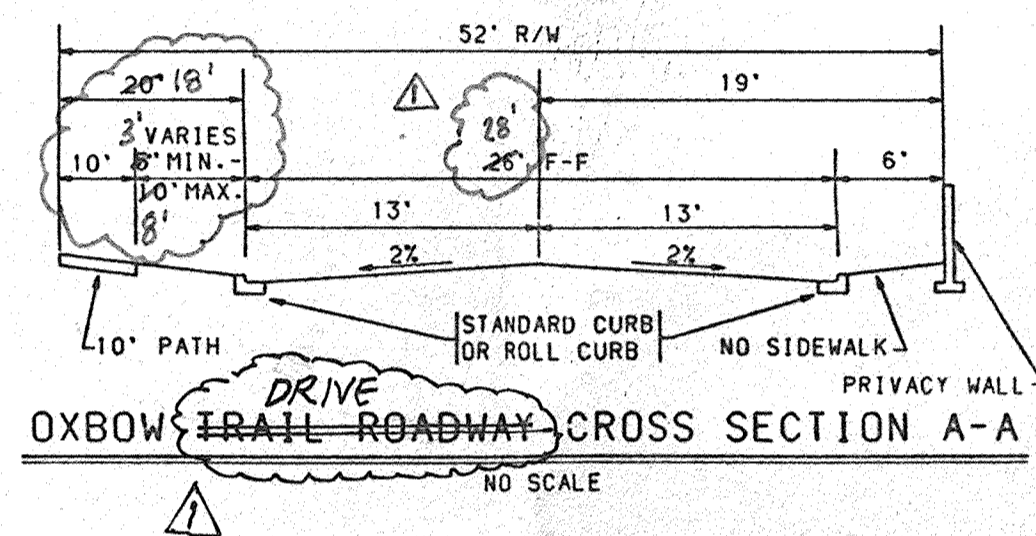 52' R/W
20' 18'
1
19'
3' VARIES
28'
10' 5' MIN.
26' F-F
6'
10' MAX.
8'
13'
13'
2%
2%
10' PATH
STANDARD CURB
OR ROLL CURB
NO SIDEWALK
PRIVACY WALL
DRIVE
OXBOW TRAIL ROADWAY CROSS SECTION A-A
NO SCALE
1